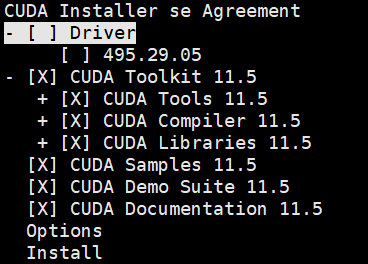 CUDA Installer se Agreement
- [ ] Driver
[ ] 495.29.05
- [X] CUDA Toolkit 11.5
+ [X] CUDA Tools 11.5
+ [X] CUDA Compiler 11.5
+ [X] CUDA Libraries 11.5
[X] CUDA Samples 11.5
[X] CUDA Demo Suite 11.5
[X] CUDA Documentation 11.5
Options
Install